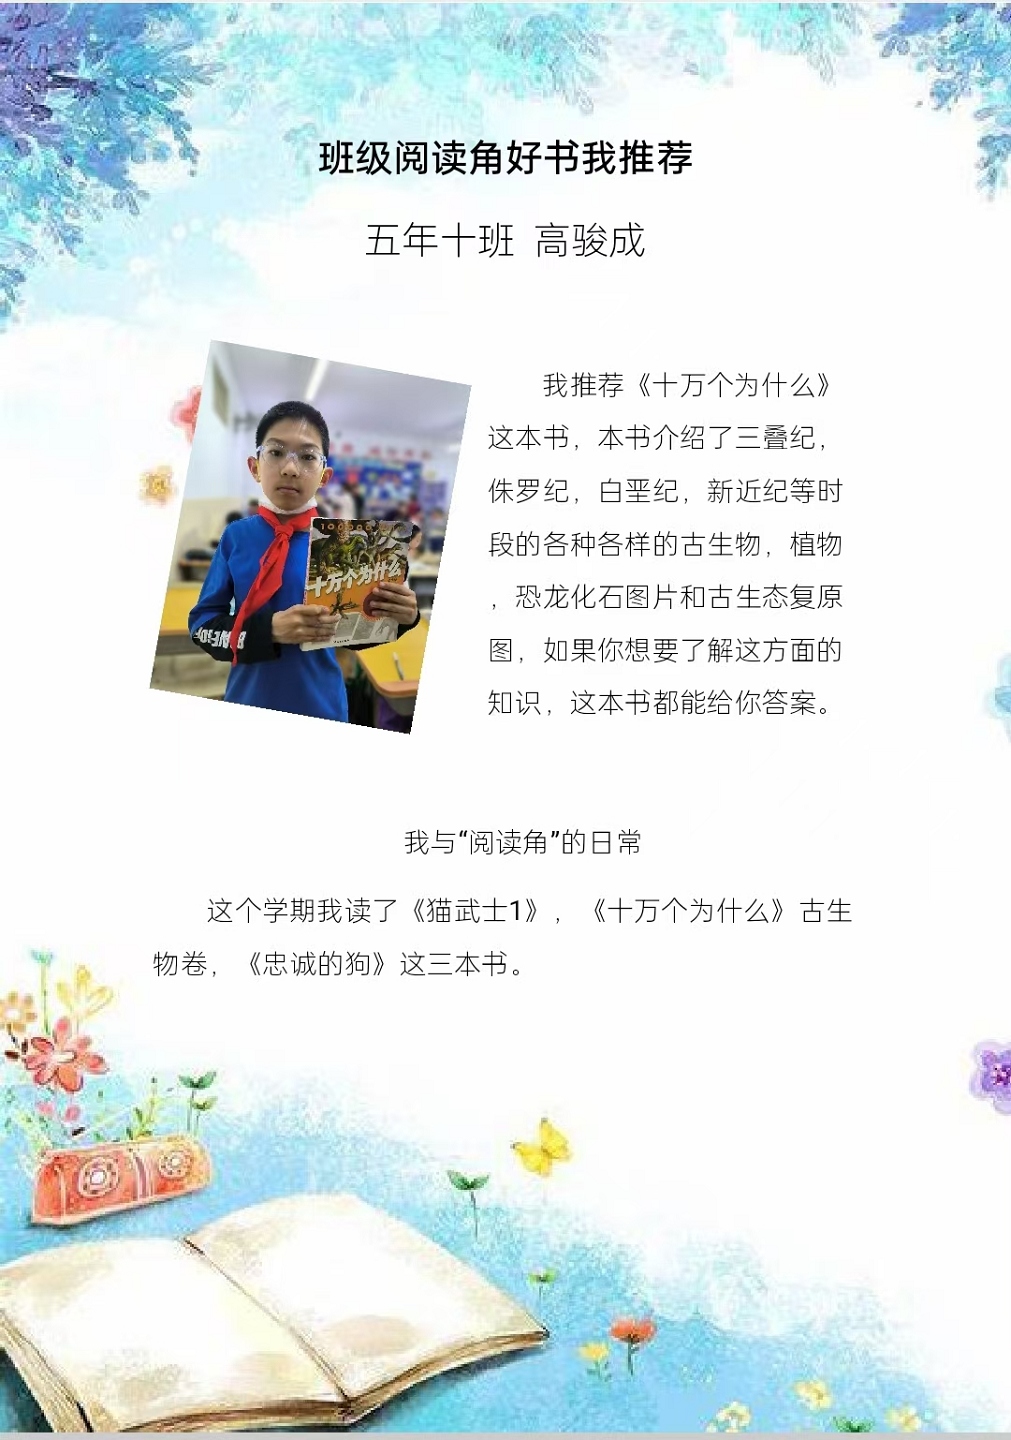 班级阅读角好书我推荐
五年十班 高骏成
我推荐《十万个为什么》
这本书，本书介绍了三叠纪，
侏罗纪，白垩纪，新近纪等时
段的各种各样的古生物，植物
，恐龙化石图片和古生态复原
图，如果你想要了解这方面的
知识，这本书都能给你答案。
十万个为什么
我与“阅读角”的日常
这个学期我读了《猫武士1》，《十万个为什么》古生
物卷，《忠诚的狗》这三本书。